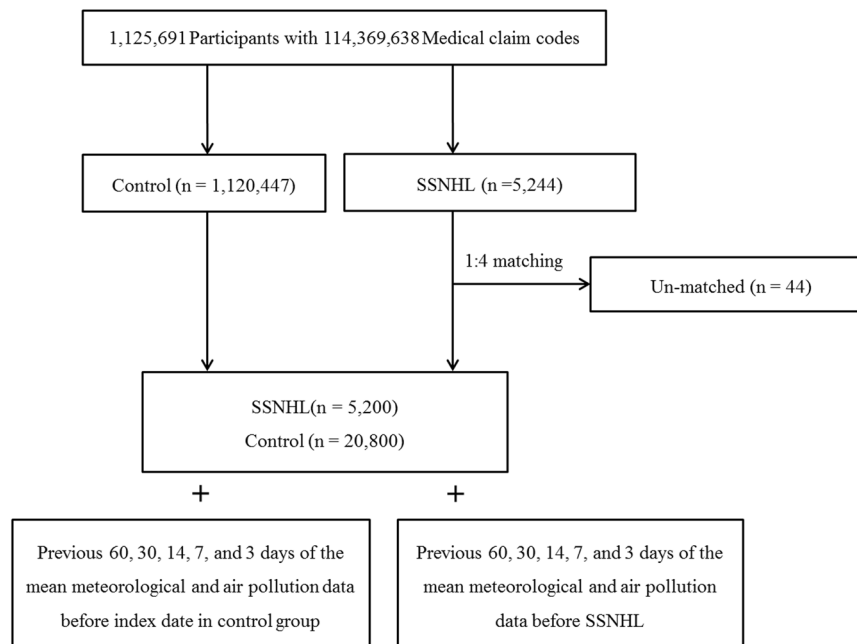 1,125,691 Participants with 114,369,638 Medical claim codes
Control (n = 1,120,447)
SSNHL (n =5,244)
1:4 matching
Un-matched (n = 44)
SSNHL(n = 5,200)
Control (n = 20,800)
+
+
Previous 60, 30, 14, 7, and 3 days of the
mean meteorological and air pollution data
before index date in control group
Previous 60, 30, 14, 7, and 3 days of the
mean meteorological and air pollution
data before SSNHL